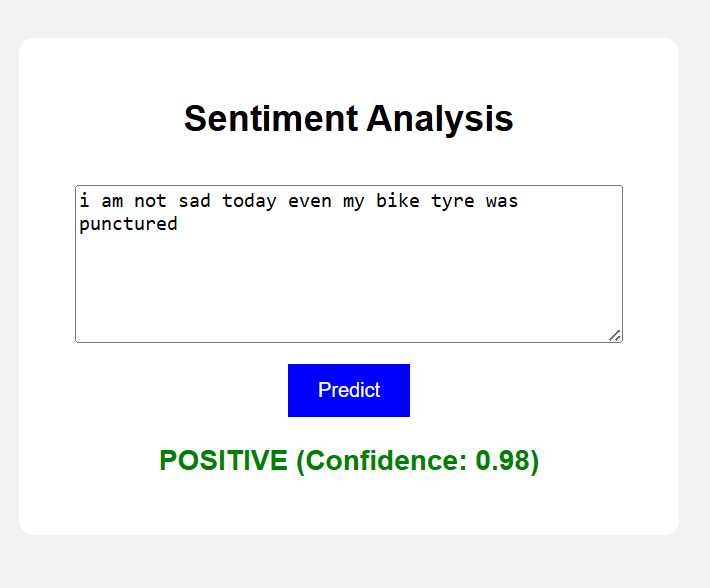 Sentiment Analysis
i am not sad today even my bike tyre was
punctured
Predict
POSITIVE (Confidence: 0.98)